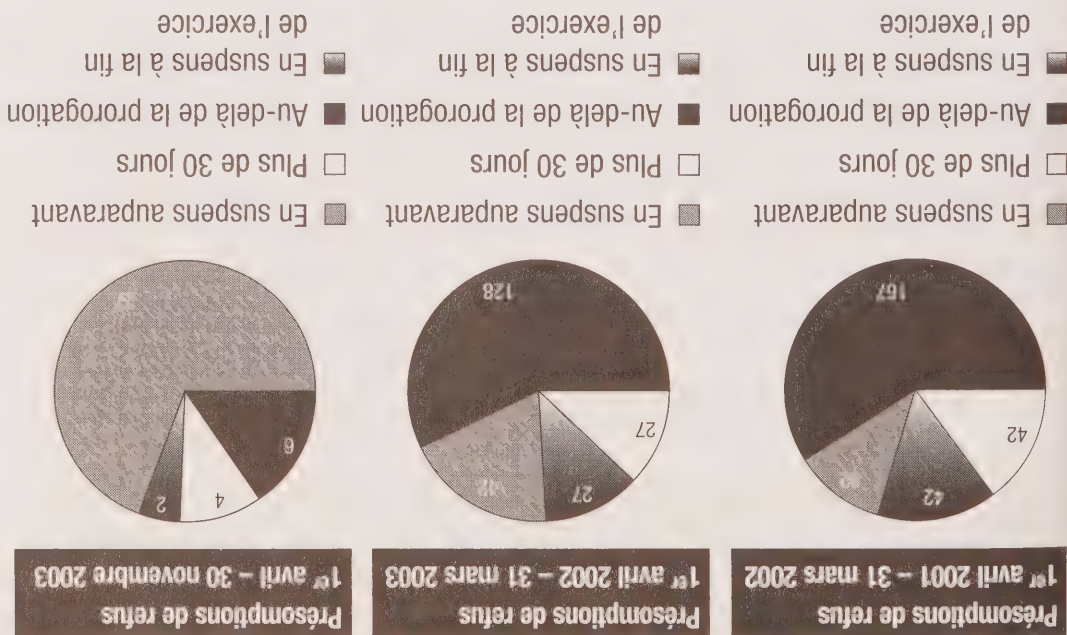 Présomptions de refus
1er avril – 30 novembre 2003
2
4
6
En suspens auparavant
Plus de 30 jours
Au-delà de la prorogation
En suspens à la fin
de l'exercice
Présomptions de refus
1er avril 2002 – 31 mars 2003
27
27
128
En suspens auparavant
Plus de 30 jours
Au-delà de la prorogation
En suspens à la fin
de l'exercice
Présomptions de refus
1er avril 2001 – 31 mars 2002
42
42
167
En suspens auparavant
Plus de 30 jours
Au-delà de la prorogation
En suspens à la fin
de l'exercice